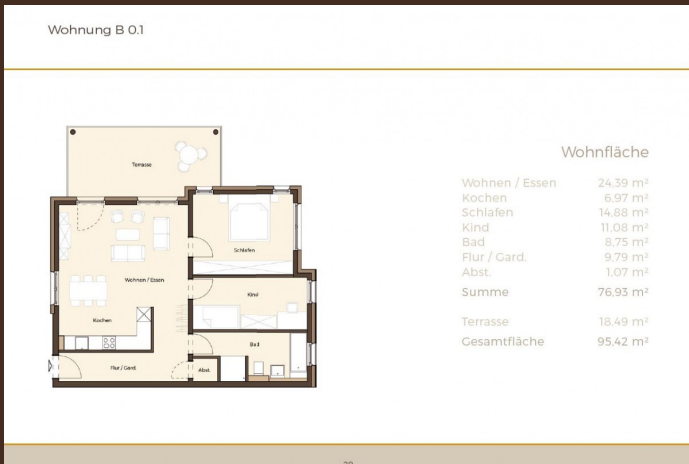 Wohnung B 0.1
Terrasse
Schlafen
Wohnen / Essen
Kind
Kochen
Bad
Flur / Gard.
Abst.
Wohnfläche
Wohnen / Essen 24,39 m²
Kochen 6,97 m²
Schlafen 14,88 m²
Kind 11,08 m²
Bad 8,75 m²
Flur / Gard. 9,79 m²
Abst. 1,07 m²
Summe 76,93 m²
Terrasse 18,49 m²
Gesamtfläche 95,42 m²